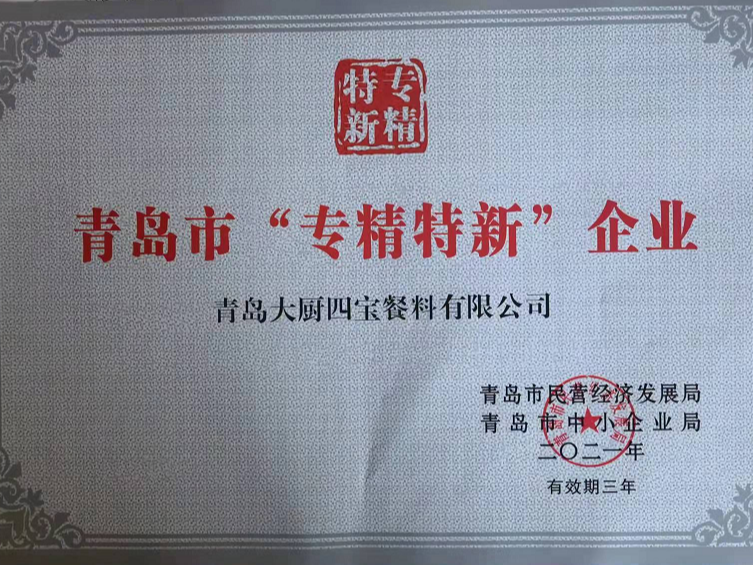 专精
特新
青岛市“专精特新”企业
青岛大厨四宝餐料有限公司
青岛市民营经济发展局
青岛市中小企业局
二〇二一年
有效期三年